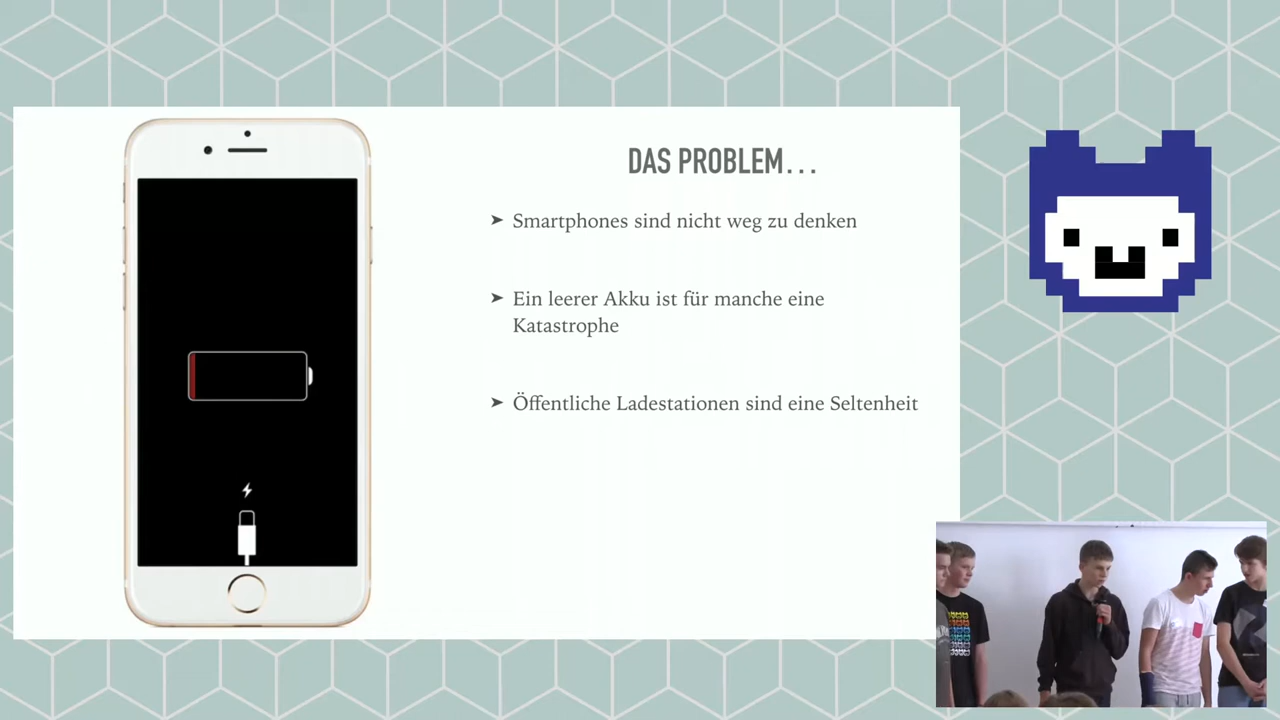 DAS PROBLEM...
➤ Smartphones sind nicht weg zu denken
➤ Ein leerer Akku ist für manche eine
Katastrophe
➤ Öffentliche Ladestationen sind eine Seltenheit